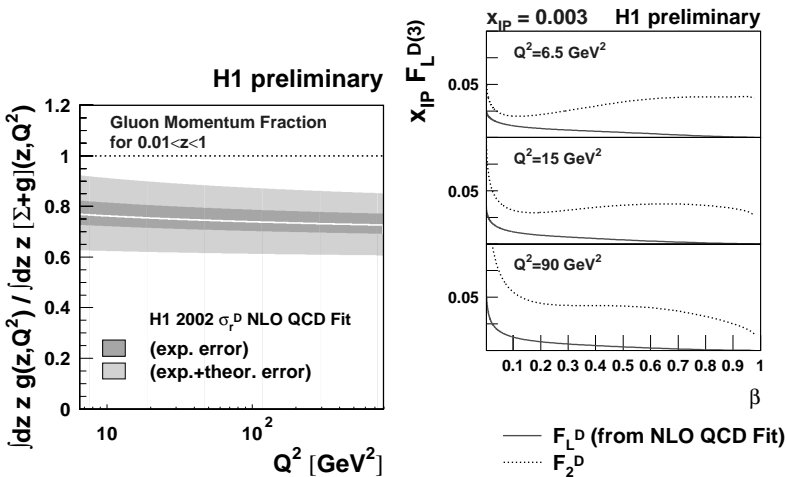 H1 preliminary
∫dz z g(z,Q²) / ∫dz z [Σ+g](z,Q²)
1.2
1
0.8
0.6
0.4
0.2
0
Gluon Momentum Fraction
for 0.01<z<1
H1 2002 σ_r^D NLO QCD Fit
(exp. error)
(exp.+theor. error)
10
10²
Q² [GeV²]
x_IP = 0.003 H1 preliminary
x_IP F_L^D(3)
Q²=6.5 GeV²
0.05
Q²=15 GeV²
0.05
Q²=90 GeV²
0.05
0.1 0.2 0.3 0.4 0.5 0.6 0.7 0.8 0.9 1
β
F_L^D (from NLO QCD Fit)
F_2^D